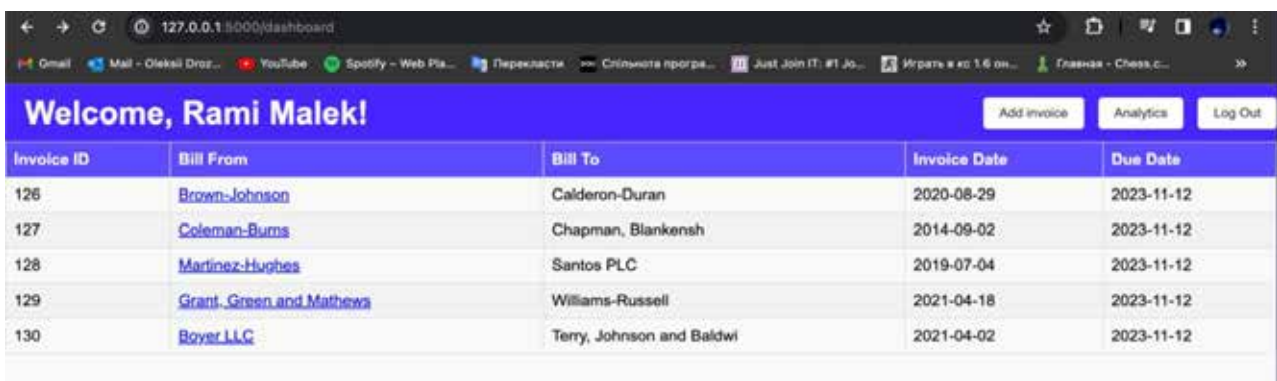 127.0.0.1:5000/dashboard
Gmail Mail - Oleksii Droz... YouTube Spotify – Web Pla... Перекласти Спільнота програ... Just Join IT: #1 Jo... Играть в кс 1.6 он... Главная - Chess.c... »
Welcome, Rami Malek! Add invoice Analytics Log Out
Invoice ID Bill From Bill To Invoice Date Due Date
126 Brown-Johnson Calderon-Duran 2020-08-29 2023-11-12
127 Coleman-Burns Chapman, Blankensh 2014-09-02 2023-11-12
128 Martinez-Hughes Santos PLC 2019-07-04 2023-11-12
129 Grant, Green and Mathews Williams-Russell 2021-04-18 2023-11-12
130 Boyer LLC Terry, Johnson and Baldwi 2021-04-02 2023-11-12